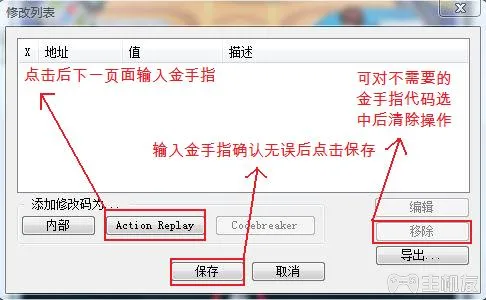 修改列表
X 地址 值 描述
点击后下一页面输入金手指
可对不需要的
金手指代码选
中后清除操作
输入金手指确认无误后点击保存
添加修改码为...
内部
Action Replay
Codebreaker
编辑
移除
导出...
保存
取消
主机友